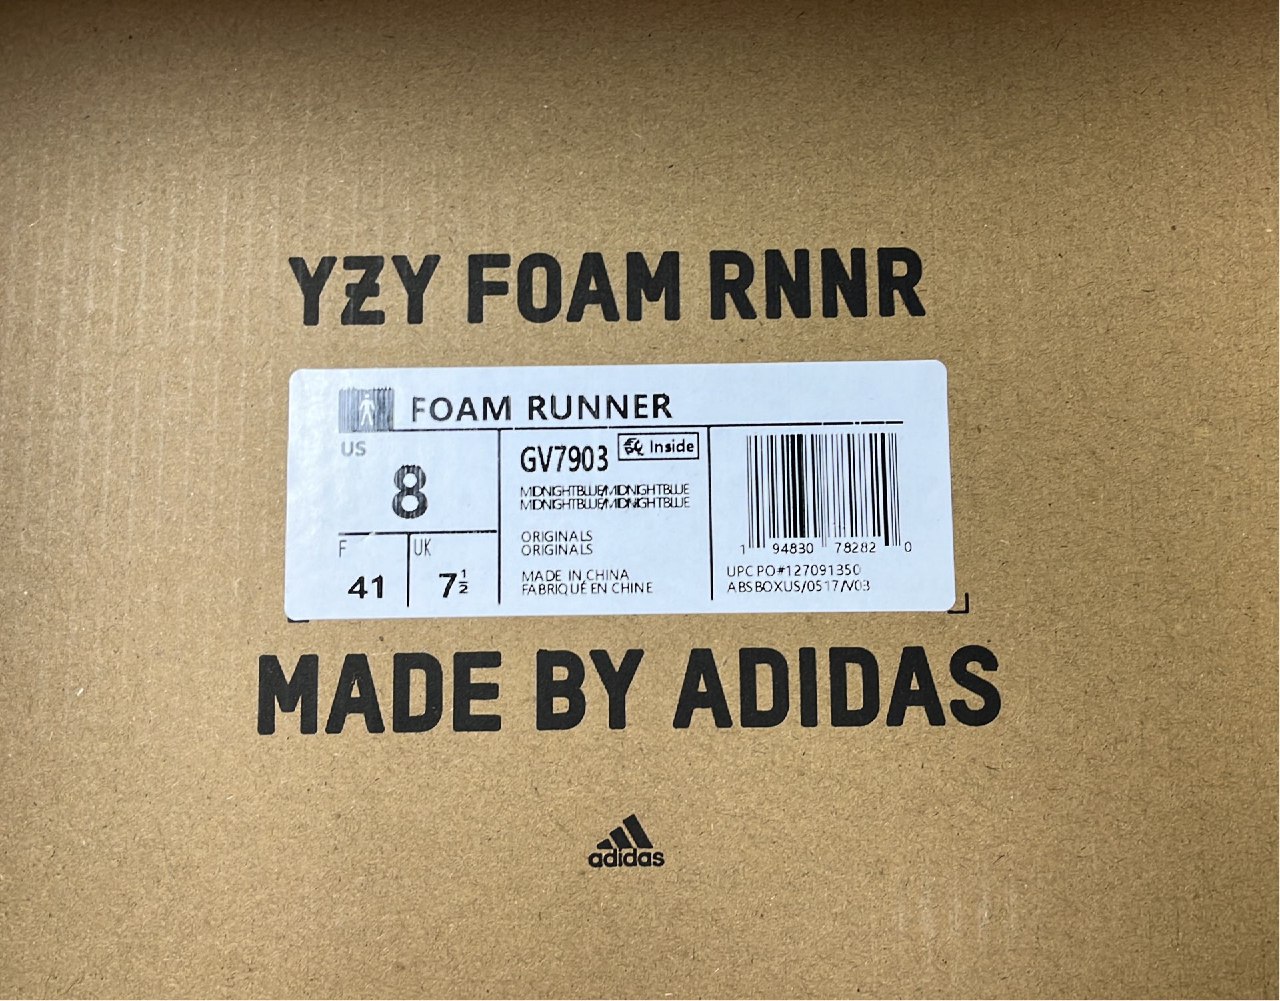 YZY FOAM RNNR
FOAM RUNNER
US
8
F
41
UK
7½
GV7903
Inside
MIDNIGHTBLUE/MIDNIGHTBLUE
MIDNIGHTBLUE/MIDNIGHTBLUE
ORIGINALS
ORIGINALS
MADE IN CHINA
FABRIQUÉ EN CHINE
1 94830 78282 0
UPC PO#127091350
ABSBOXUS/0517/V03
MADE BY ADIDAS
adidas